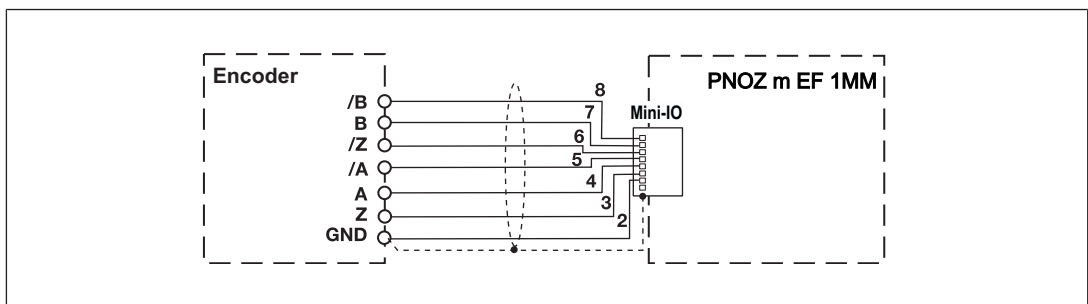 Encoder
PNOZ m EF 1MM
Mini-IO
/B 8
B 7
/Z 6
/A 5
A 4
Z 3
GND 2